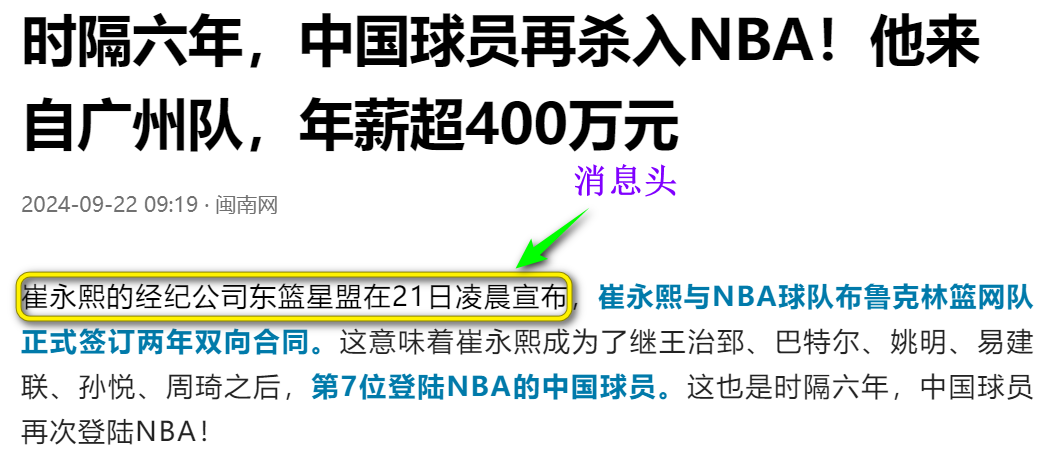 时隔六年，中国球员再杀入NBA！他来
自广州队，年薪超400万元
消息头
2024-09-22 09:19 · 闽南网
崔永熙的经纪公司东篮星盟在21日凌晨宣布，崔永熙与NBA球队布鲁克林篮网队
正式签订两年双向合同。这意味着崔永熙成为了继王治郅、巴特尔、姚明、易建
联、孙悦、周琦之后，第7位登陆NBA的中国球员。这也是时隔六年，中国球员
再次登陆NBA！